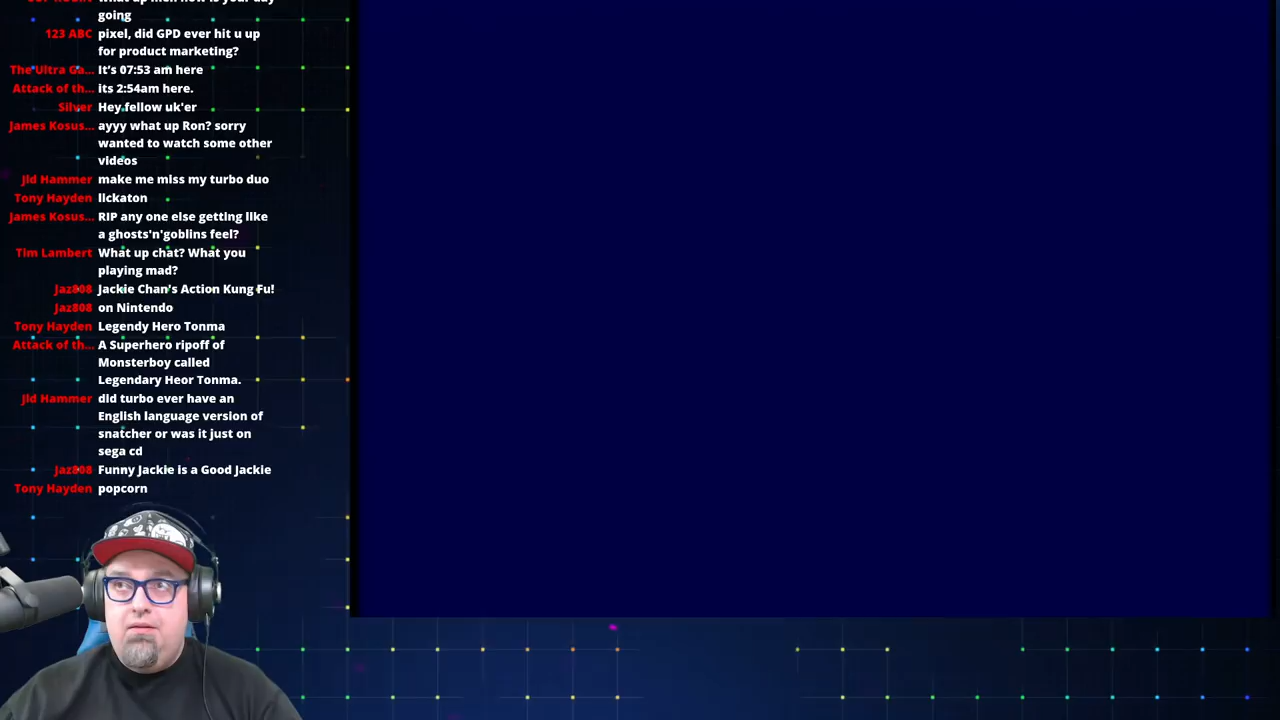 going
123 ABC pixel, did GPD ever hit u up
for product marketing?
The Ultra Ga... It's 07:53 am here
Attack of th... its 2:54am here.
Silver Hey fellow uk'er
James Kosus... ayyy what up Ron? sorry
wanted to watch some other
videos
Jld Hammer make me miss my turbo duo
Tony Hayden lickaton
James Kosus... RIP any one else getting like
a ghosts'n'goblins feel?
Tim Lambert What up chat? What you
playing mad?
Jaz808 Jackie Chan's Action Kung Fu!
Jaz808 on Nintendo
Tony Hayden Legendy Hero Tonma
Attack of th... A Superhero ripoff of
Monsterboy called
Legendary Heor Tonma.
Jld Hammer did turbo ever have an
English language version of
snatcher or was it just on
sega cd
Jaz808 Funny Jackie is a Good Jackie
Tony Hayden popcorn